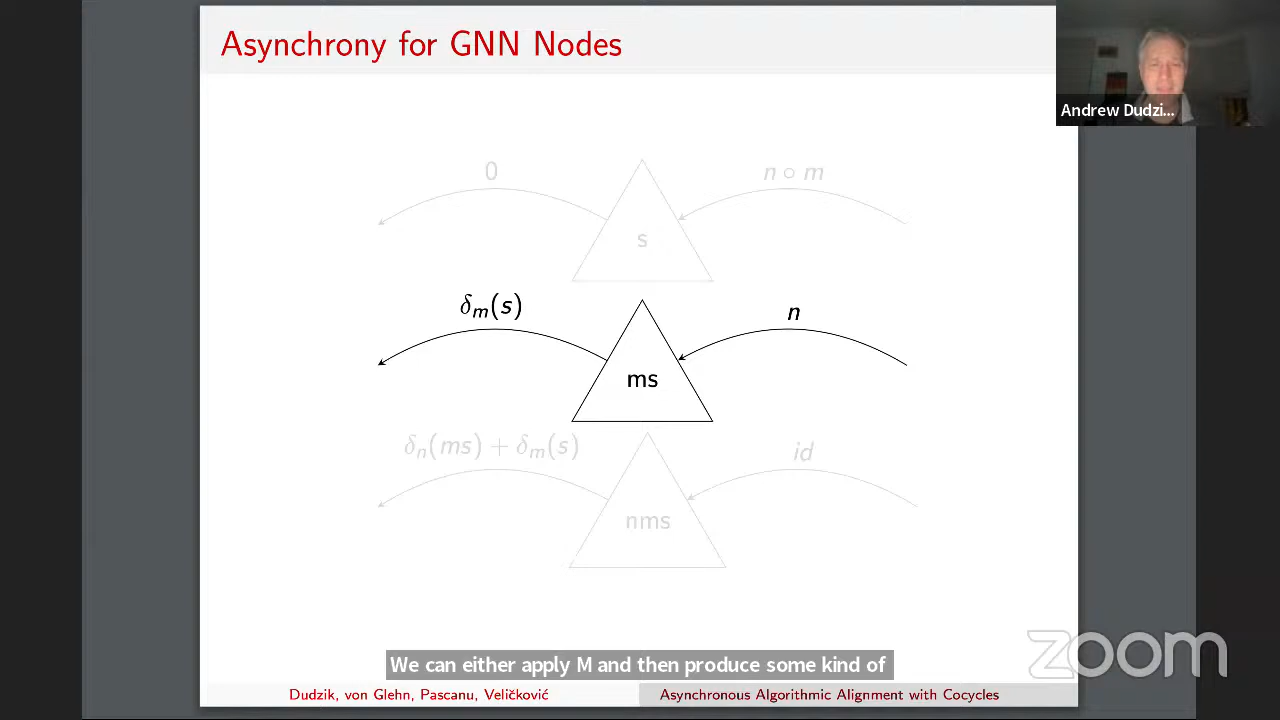 Asynchrony for GNN Nodes
Andrew Dudzi...
0
n ∘ m
s
δm(s)
n
ms
δn(ms) + δm(s)
id
nms
We can either apply M and then produce some kind of
zoom
Dudzik, von Glehn, Pascanu, Veličković
Asynchronous Algorithmic Alignment with Cocycles